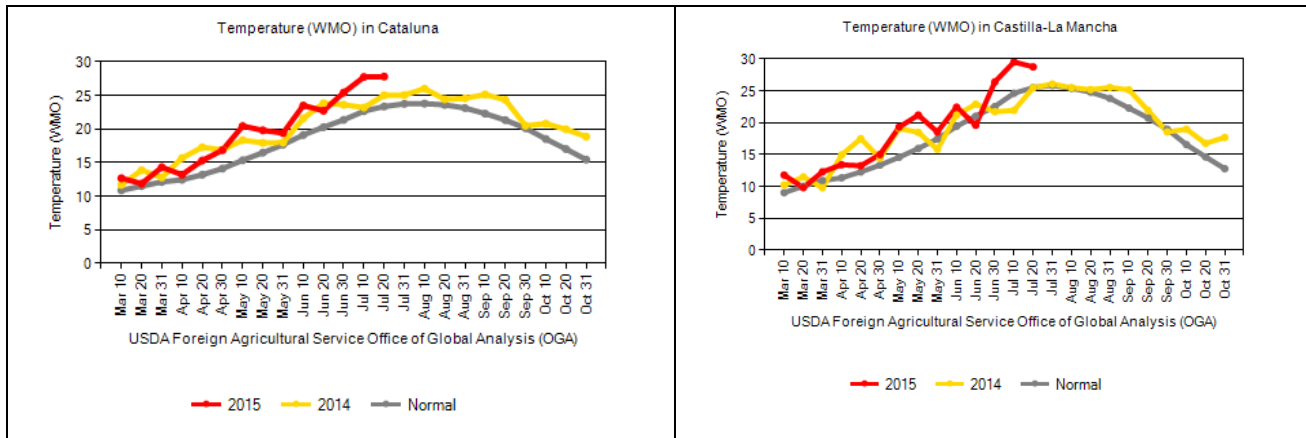 Temperature (WMO) in Cataluna
Temperature (WMO)
30
25
20
15
10
5
0
Mar 10
Mar 20
Mar 31
Apr 10
Apr 20
Apr 30
May 10
May 20
May 31
Jun 10
Jun 20
Jun 30
Jul 10
Jul 20
Jul 31
Aug 10
Aug 20
Aug 31
Sep 10
Sep 20
Sep 30
Oct 10
Oct 20
Oct 31
USDA Foreign Agricultural Service Office of Global Analysis (OGA)
2015 2014 Normal
Temperature (WMO) in Castilla-La Mancha
Temperature (WMO)
30
25
20
15
10
5
0
Mar 10
Mar 20
Mar 31
Apr 10
Apr 20
Apr 30
May 10
May 20
May 31
Jun 10
Jun 20
Jun 30
Jul 10
Jul 20
Jul 31
Aug 10
Aug 20
Aug 31
Sep 10
Sep 20
Sep 30
Oct 10
Oct 20
Oct 31
USDA Foreign Agricultural Service Office of Global Analysis (OGA)
2015 2014 Normal